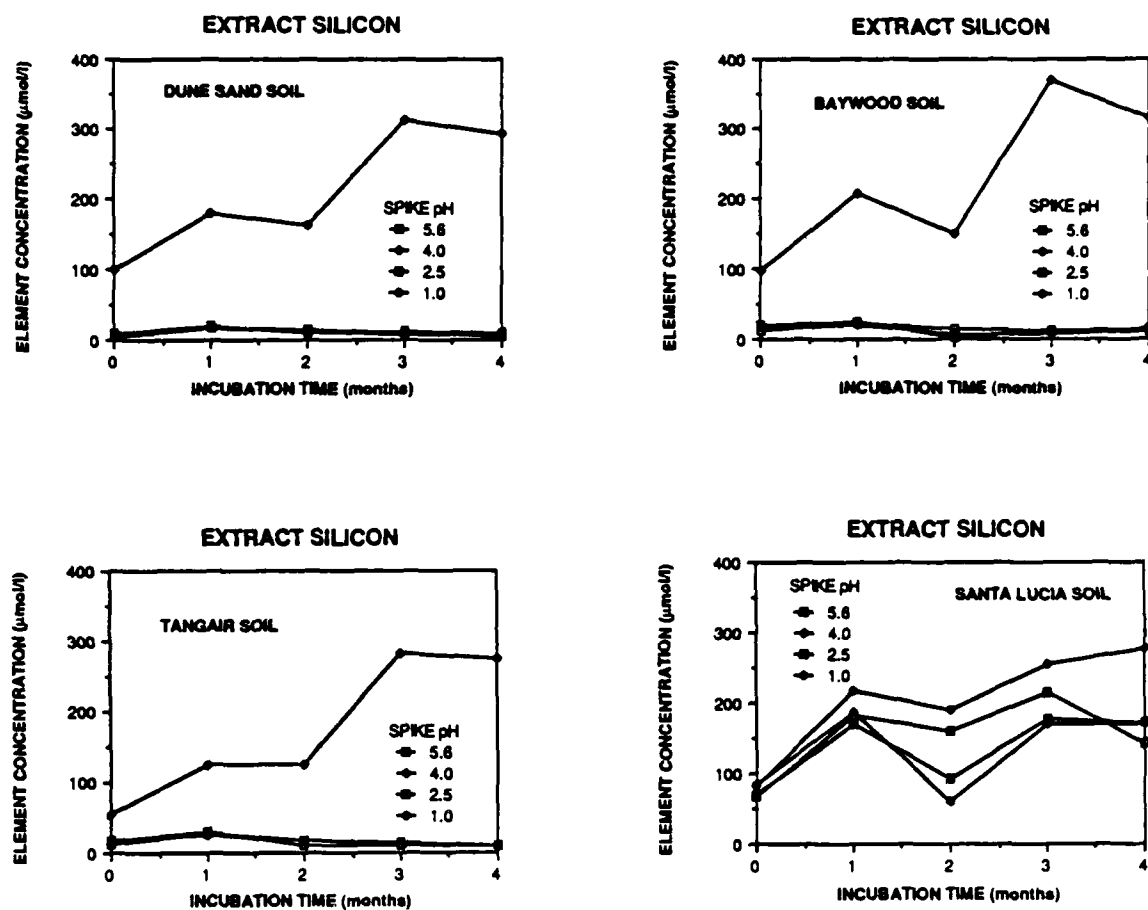 EXTRACT SILICON
400
300
200
100
0
ELEMENT CONCENTRATION (µmol/l)
DUNE SAND SOIL
SPIKE pH
5.6
4.0
2.5
1.0
0 1 2 3 4
INCUBATION TIME (months)
EXTRACT SILICON
400
300
200
100
0
ELEMENT CONCENTRATION (µmol/l)
BAYWOOD SOIL
SPIKE pH
5.6
4.0
2.5
1.0
0 1 2 3 4
INCUBATION TIME (months)
EXTRACT SILICON
400
300
200
100
0
ELEMENT CONCENTRATION (µmol/l)
TANGAIR SOIL
SPIKE pH
5.6
4.0
2.5
1.0
0 1 2 3 4
INCUBATION TIME (months)
EXTRACT SILICON
400
300
200
100
0
ELEMENT CONCENTRATION (µmol/l)
SPIKE pH
5.6
4.0
2.5
1.0
SANTA LUCIA SOIL
0 1 2 3 4
INCUBATION TIME (months)